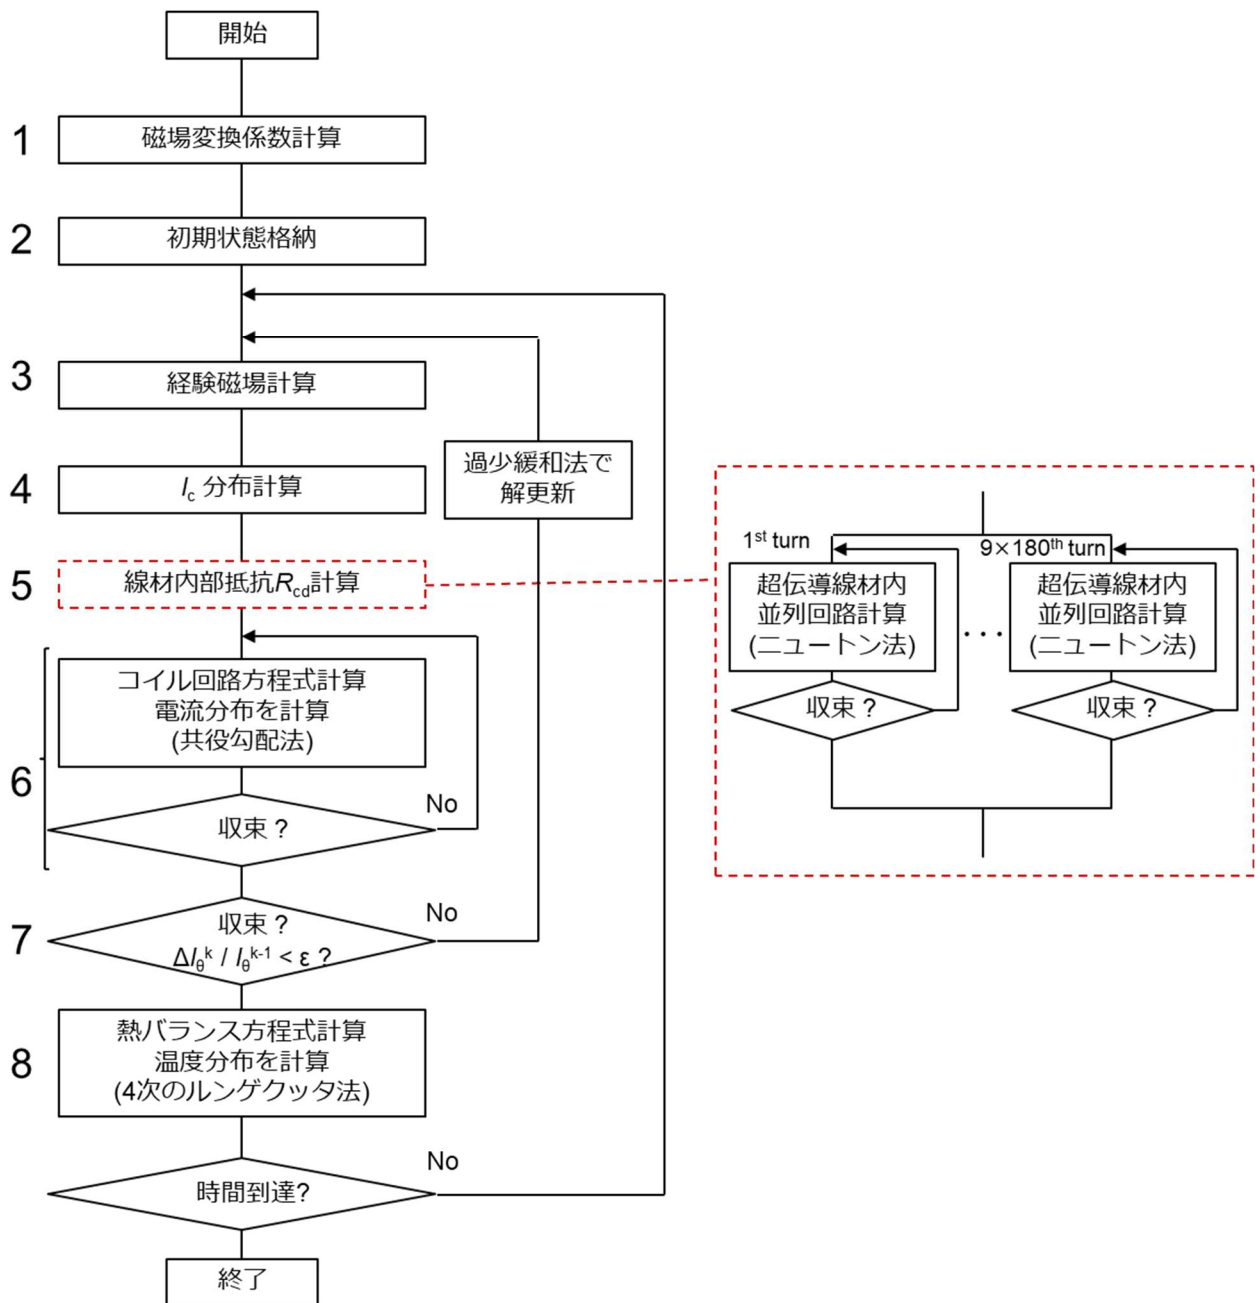 開始
1
磁場変換係数計算
2
初期状態格納
3
経験磁場計算
過少緩和法で
解更新
4
Ic 分布計算
5
線材内部抵抗Rcd計算
6
コイル回路方程式計算
電流分布を計算
(共役勾配法)
収束?
No
7
収束?
ΔIθ^k / Iθ^k-1 < ε ?
No
8
熱バランス方程式計算
温度分布を計算
(4次のルンゲクッタ法)
時間到達?
No
終了
1st turn
超伝導線材内
並列回路計算
(ニュートン法)
収束?
···
9×180th turn
超伝導線材内
並列回路計算
(ニュートン法)
収束?